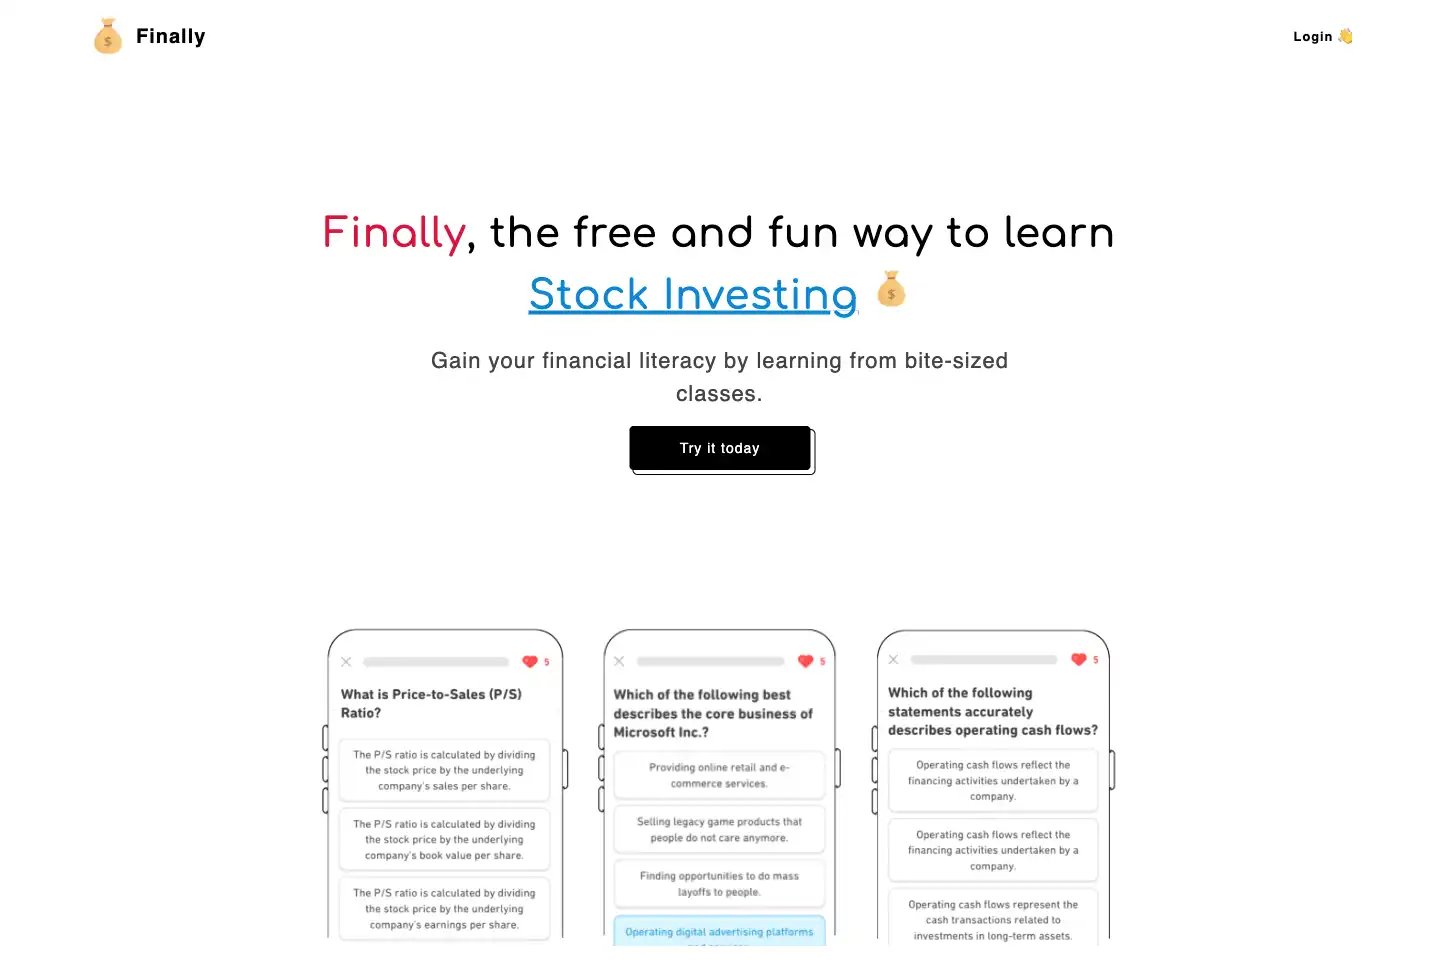 Finally
Login
Finally, the free and fun way to learn
Stock Investing
Gain your financial literacy by learning from bite-sized
classes.
Try it today
5
What is Price-to-Sales (P/S)
Ratio?
The P/S ratio is calculated by dividing
the stock price by the underlying
company's sales per share.
The P/S ratio is calculated by dividing
the stock price by the underlying
company's book value per share.
The P/S ratio is calculated by dividing
the stock price by the underlying
company's earnings per share.
5
Which of the following best
describes the core business of
Microsoft Inc.?
Providing online retail and e-
commerce services.
Selling legacy game products that
people do not care anymore.
Finding opportunities to do mass
layoffs to people.
Operating digital advertising platforms
5
Which of the following
statements accurately
describes operating cash flows?
Operating cash flows reflect the
financing activities undertaken by a
company.
Operating cash flows reflect the
financing activities undertaken by a
company.
Operating cash flows represent the
cash transactions related to
investments in long-term assets.